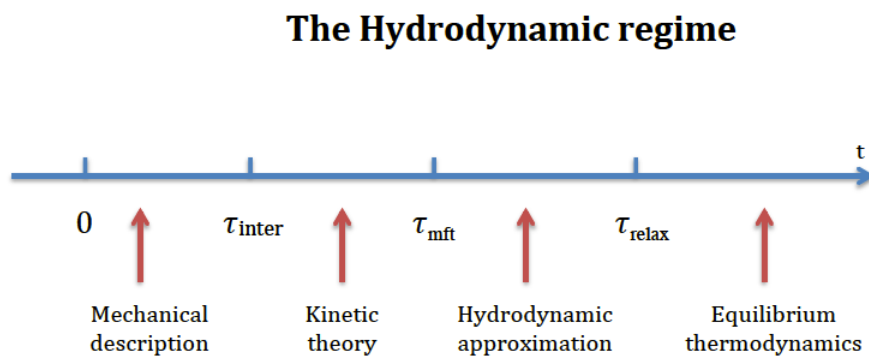 The Hydrodynamic regime
t
0 τinter τmft τrelax
Mechanical description
Kinetic theory
Hydrodynamic approximation
Equilibrium thermodynamics